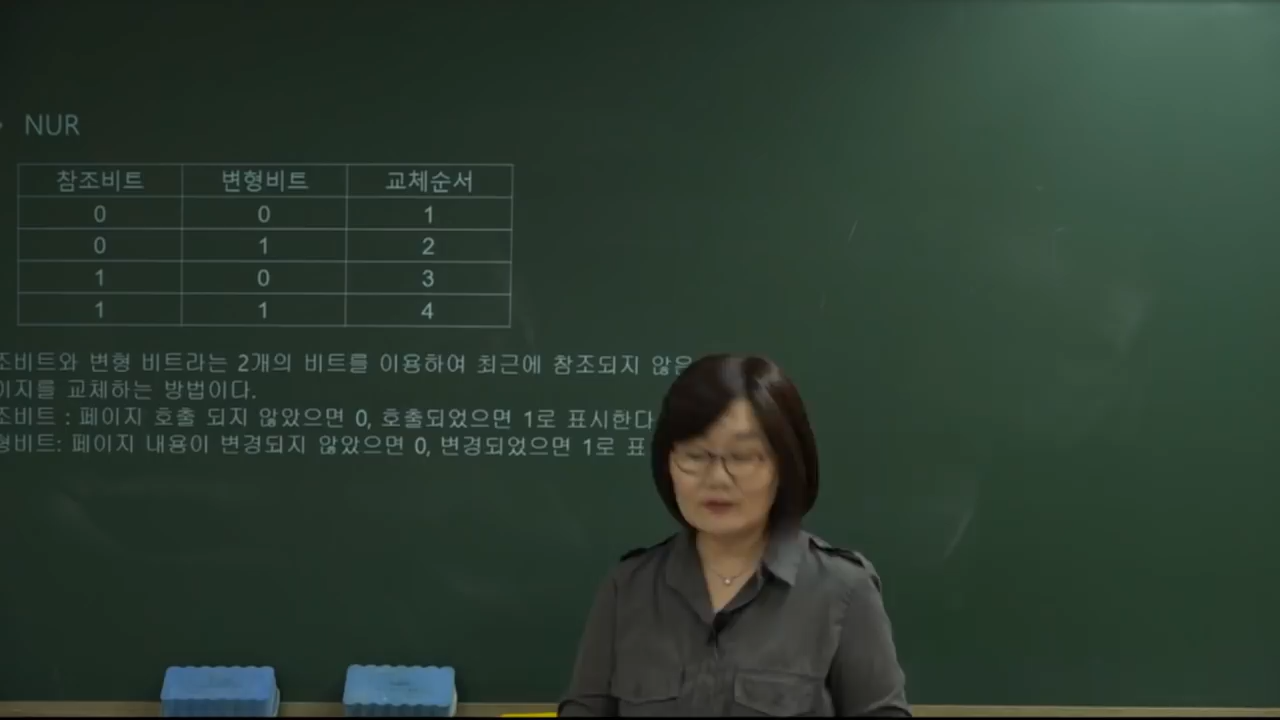 NUR
참조비트 변형비트 교체순서
0 0 1
0 1 2
1 0 3
1 1 4
조비트와 변형 비트라는 2개의 비트를 이용하여 최근에 참조되지 않은
이지를 교체하는 방법이다.
조비트 : 페이지 호출 되지 않았으면 0, 호출되었으면 1로 표시한다
형비트: 페이지 내용이 변경되지 않았으면 0, 변경되었으면 1로 표